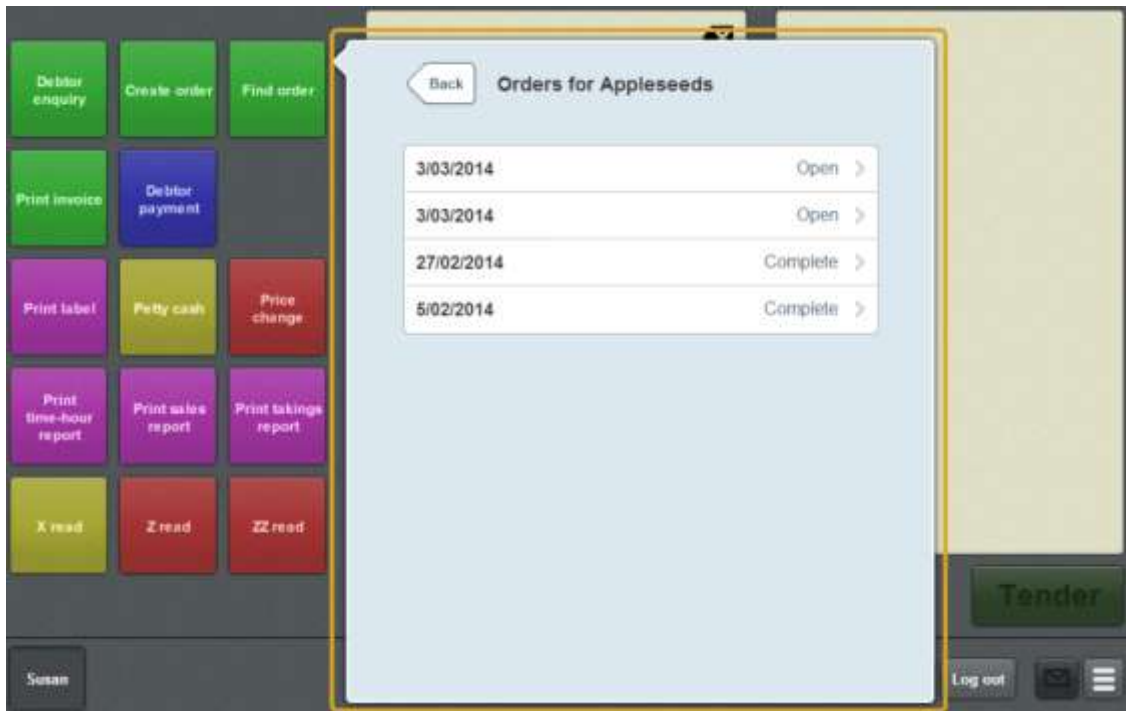 Debtor
enquiry
Create order
Find order
Print invoice
Debtor
payment
Print label
Petty cash
Price
change
Print
time-hour
report
Print sales
report
Print takings
report
X read
Z read
ZZ read
Susan
Back
Orders for Appleseeds
3/03/2014 Open
3/03/2014 Open
27/02/2014 Complete
5/02/2014 Complete
Tender
Log out